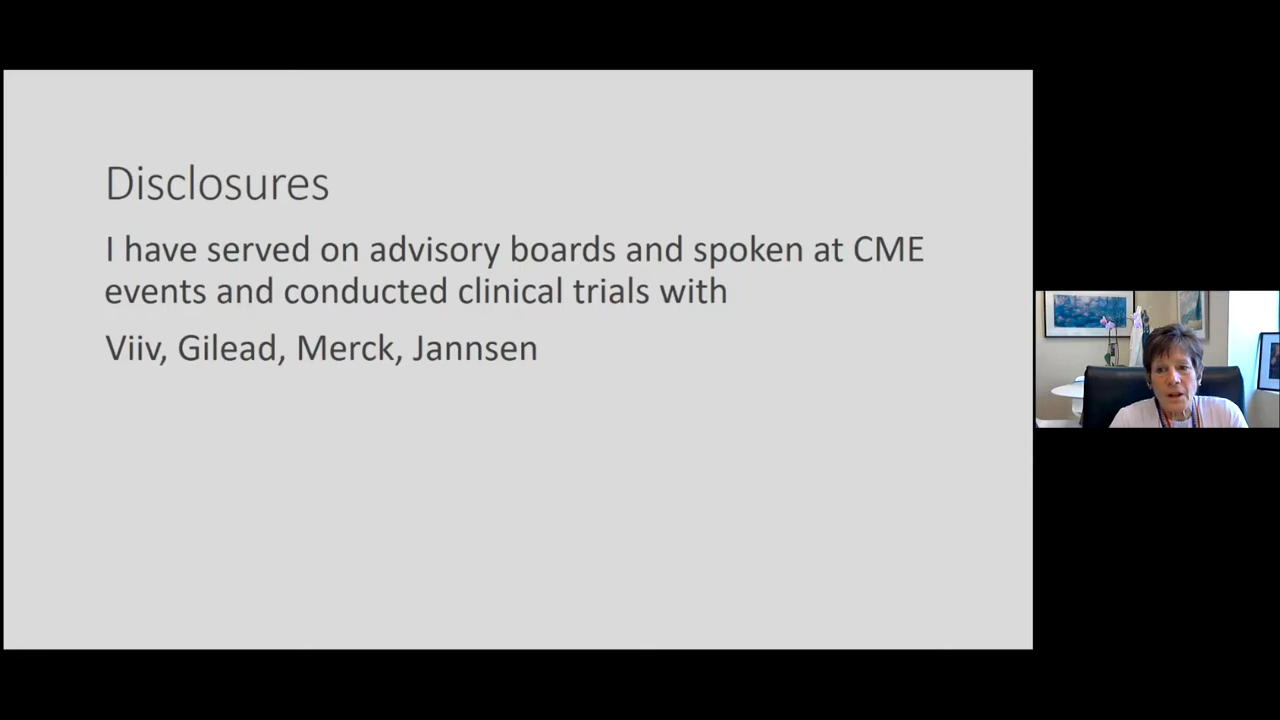 Disclosures
I have served on advisory boards and spoken at CME
events and conducted clinical trials with
Viiv, Gilead, Merck, Jannsen